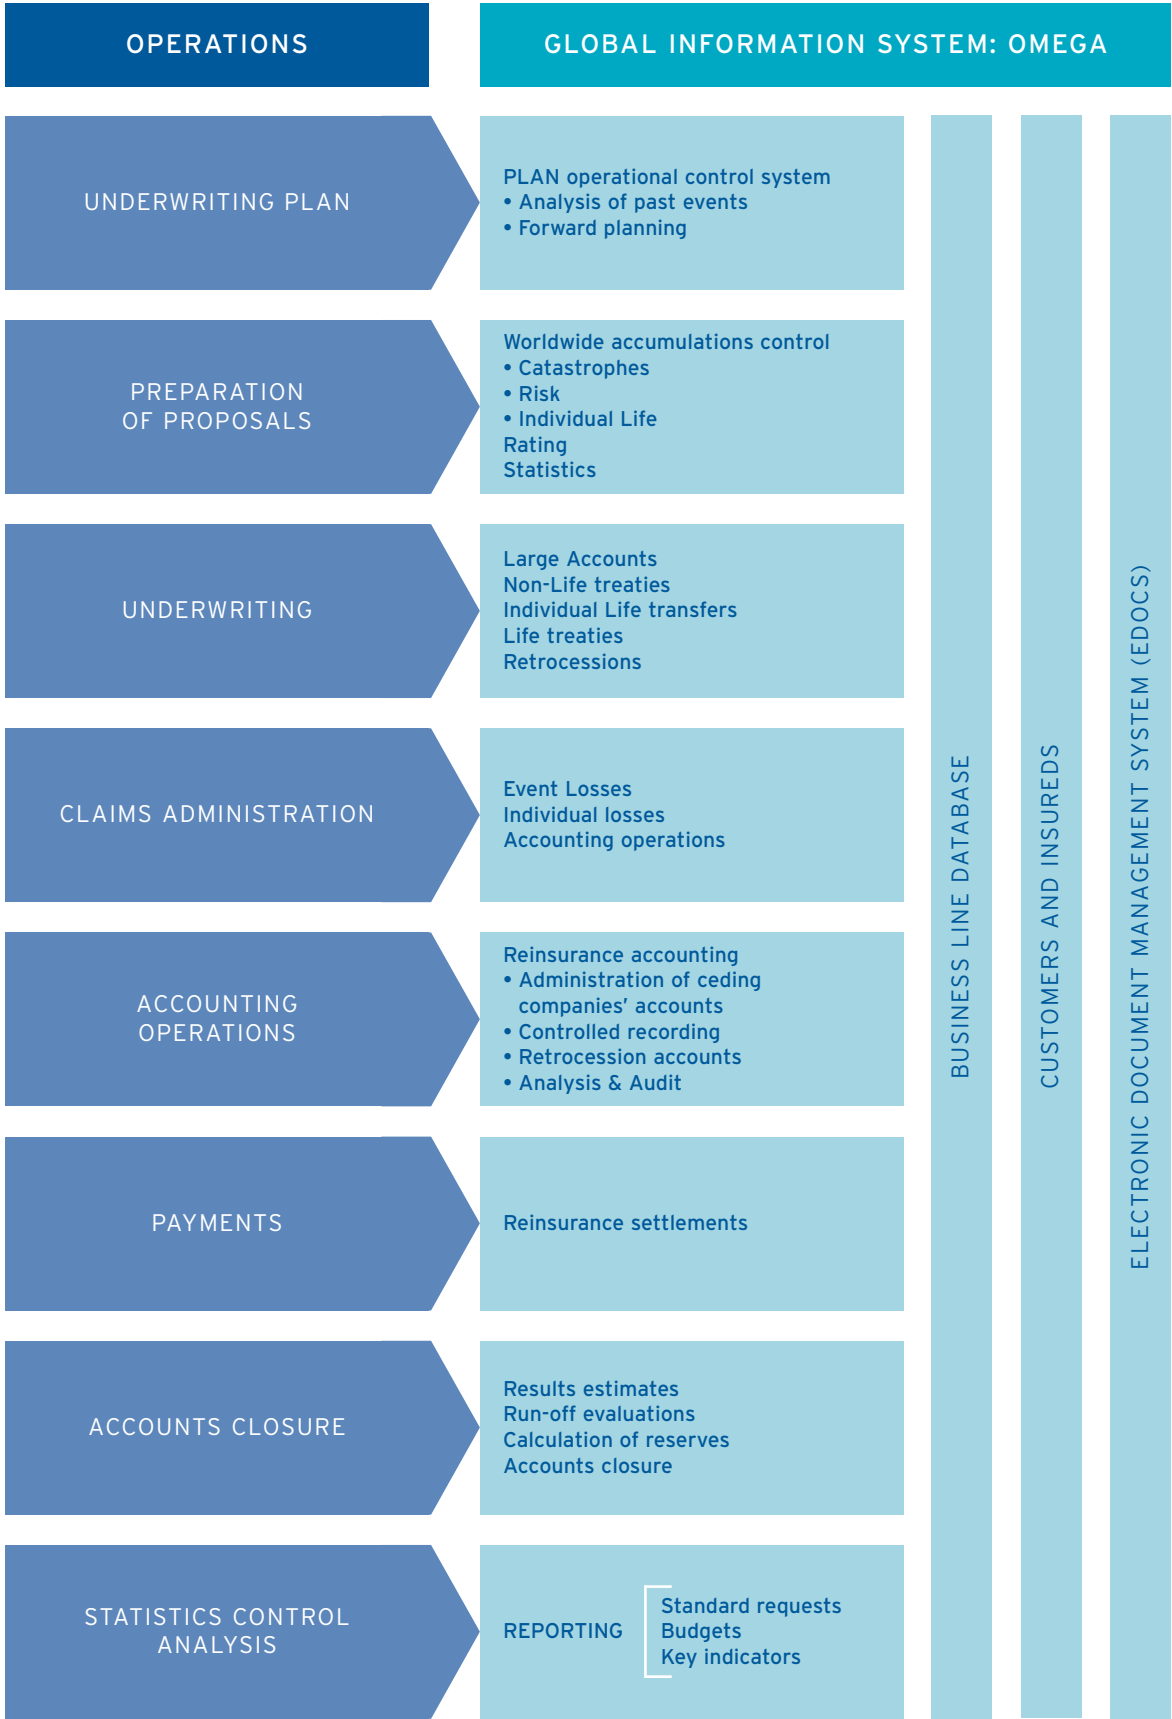 OPERATIONS
GLOBAL INFORMATION SYSTEM: OMEGA
UNDERWRITING PLAN
PLAN operational control system
• Analysis of past events
• Forward planning
PREPARATION
OF PROPOSALS
Worldwide accumulations control
• Catastrophes
• Risk
• Individual Life
Rating
Statistics
UNDERWRITING
Large Accounts
Non-Life treaties
Individual Life transfers
Life treaties
Retrocessions
CLAIMS ADMINISTRATION
Event Losses
Individual losses
Accounting operations
ACCOUNTING
OPERATIONS
Reinsurance accounting
• Administration of ceding
companies’ accounts
• Controlled recording
• Retrocession accounts
• Analysis & Audit
PAYMENTS
Reinsurance settlements
ACCOUNTS CLOSURE
Results estimates
Run-off evaluations
Calculation of reserves
Accounts closure
STATISTICS CONTROL
ANALYSIS
REPORTING
Standard requests
Budgets
Key indicators
BUSINESS LINE DATABASE
CUSTOMERS AND INSUREDS
ELECTRONIC DOCUMENT MANAGEMENT SYSTEM (EDOCS)